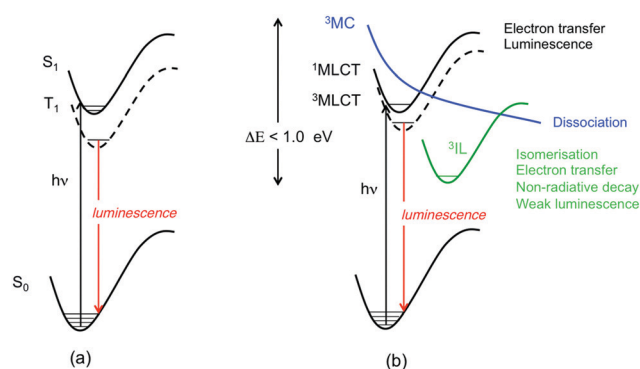 S1
T1
hν
luminescence
S0
(a)
ΔE < 1.0 eV
3MC
1MLCT
3MLCT
hν
luminescence
3IL
Electron transfer
Luminescence
Dissociation
Isomerisation
Electron transfer
Non-radiative decay
Weak luminescence
(b)